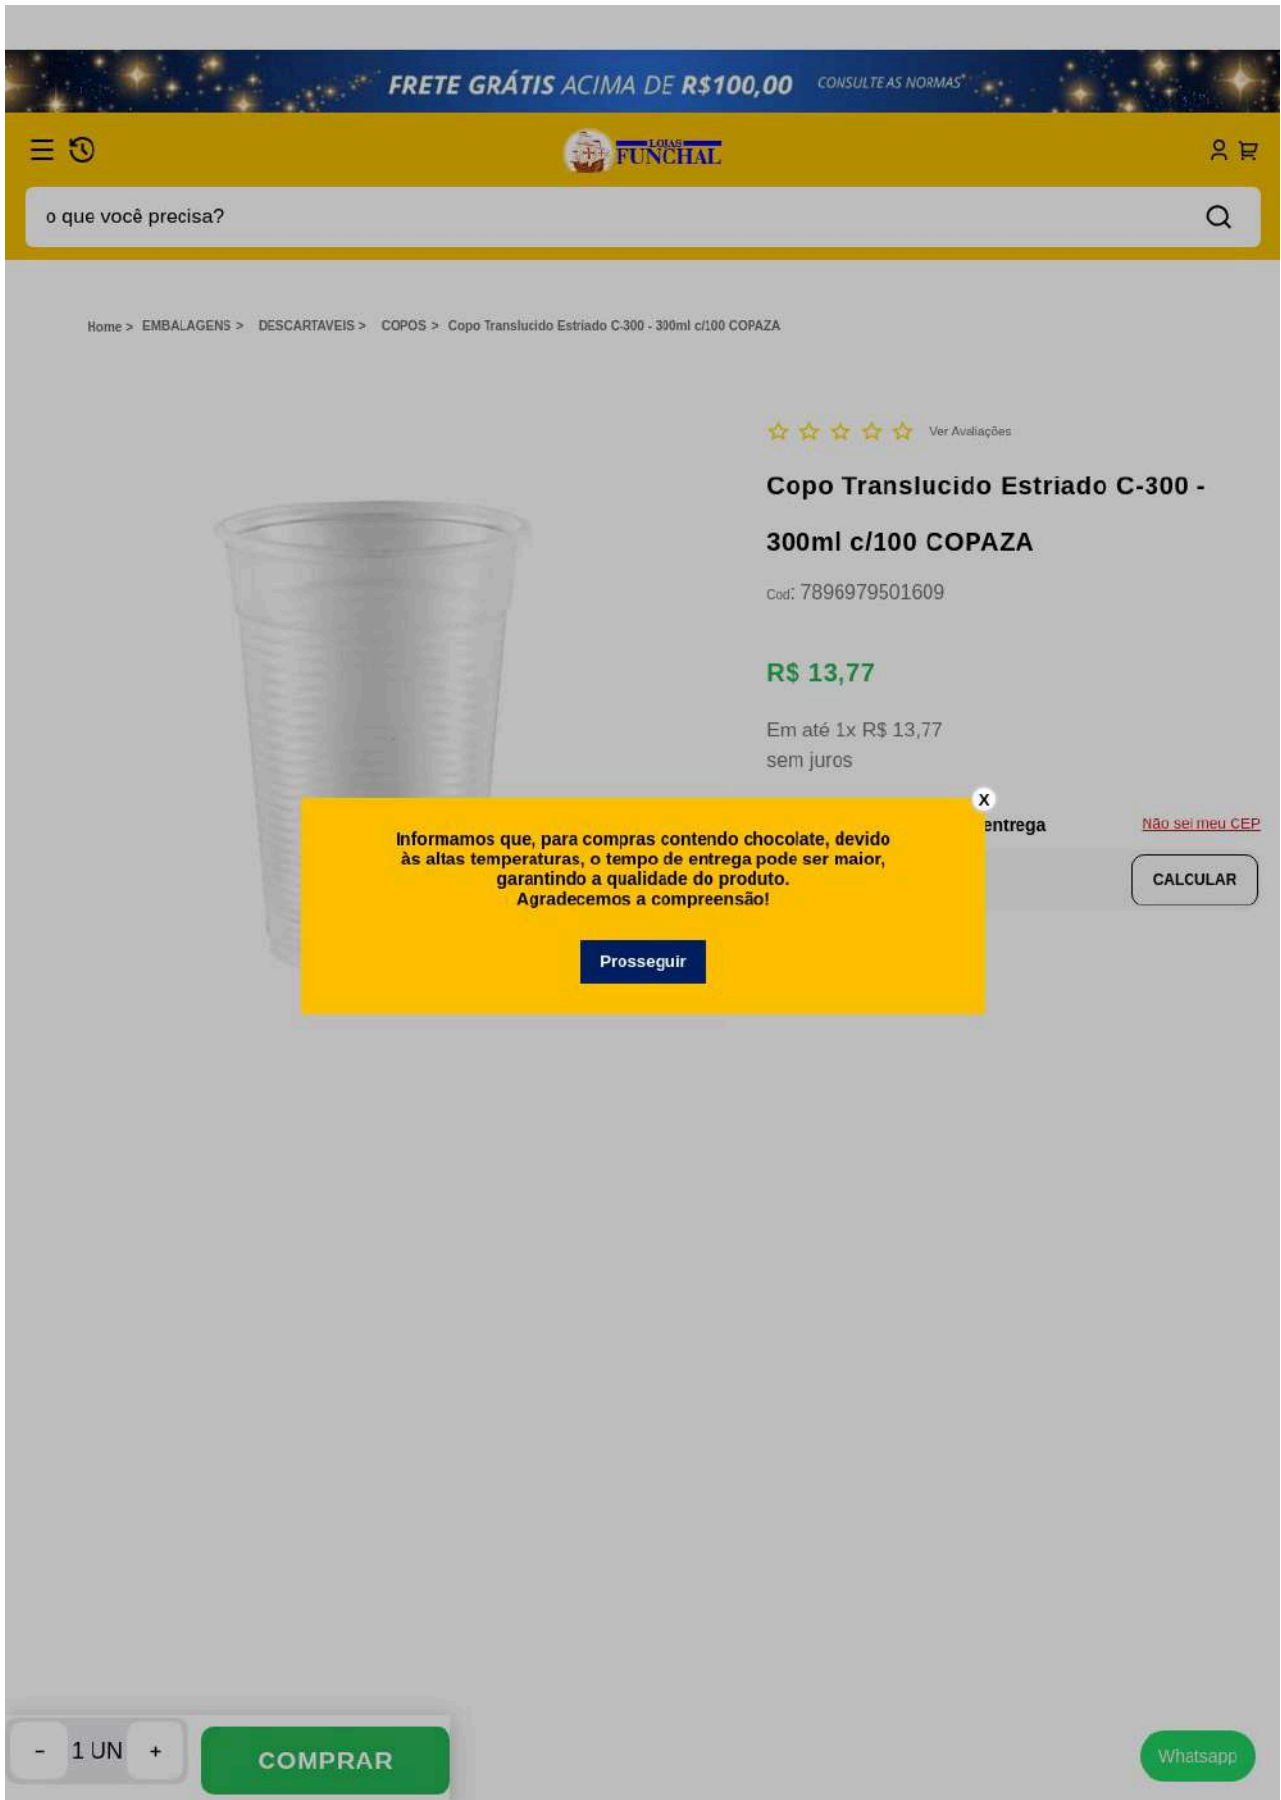 FRETE GRÁTIS ACIMA DE R$100,00 CONSULTE AS NORMAS*
LOJAS
FUNCHAL
o que você precisa?
Home > EMBALAGENS > DESCARTAVEIS > COPOS > Copo Translucido Estriado C-300 - 300ml c/100 COPAZA
Ver Avaliações
Copo Translucido Estriado C-300 -
300ml c/100 COPAZA
Cod: 7896979501609
R$ 13,77
Em até 1x R$ 13,77
sem juros
X
entrega Não sei meu CEP
CALCULAR
Informamos que, para compras contendo chocolate, devido
às altas temperaturas, o tempo de entrega pode ser maior,
garantindo a qualidade do produto.
Agradecemos a compreensão!
Prosseguir
- 1 UN +
COMPRAR
Whatsapp